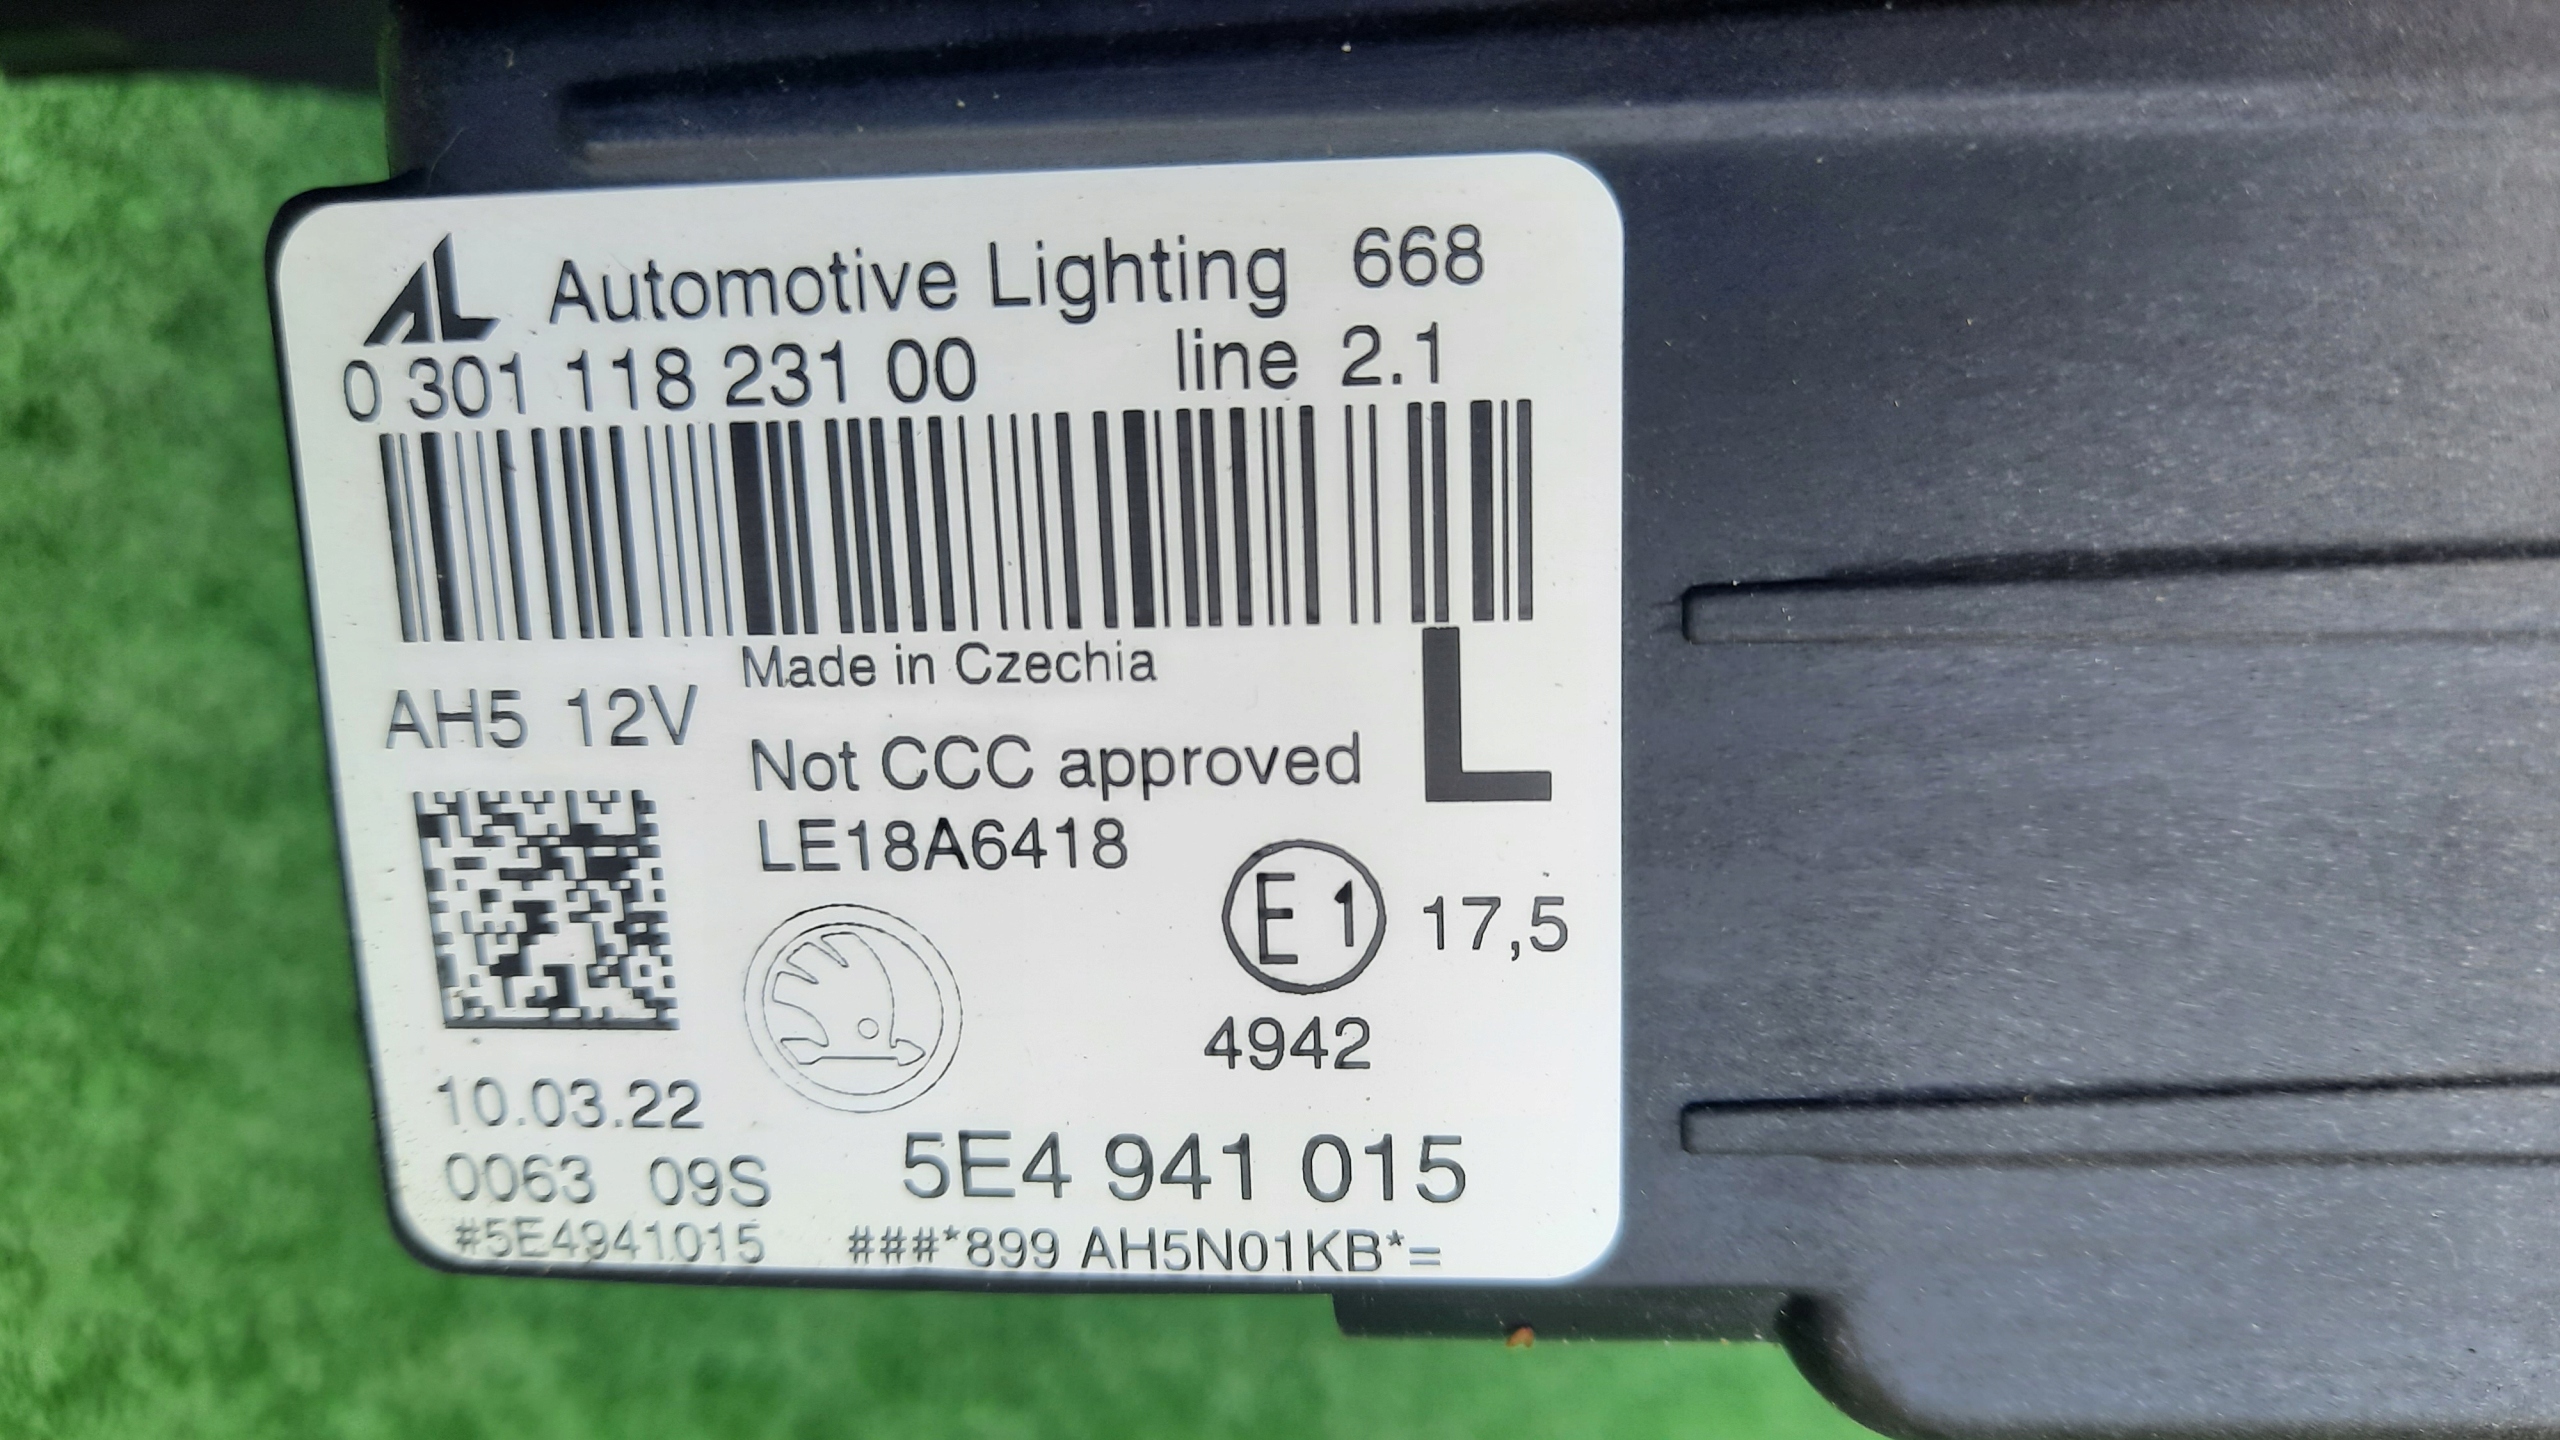 AL Automotive Lighting 668
0 301 118 231 00 line 2.1
Made in Czechia
AH5 12V
Not CCC approved
L
LE18A6418
E1 17,5
4942
10.03.22
0063 09S
5E4 941 015
#5E4941015 ###*899 AH5N01KB*=